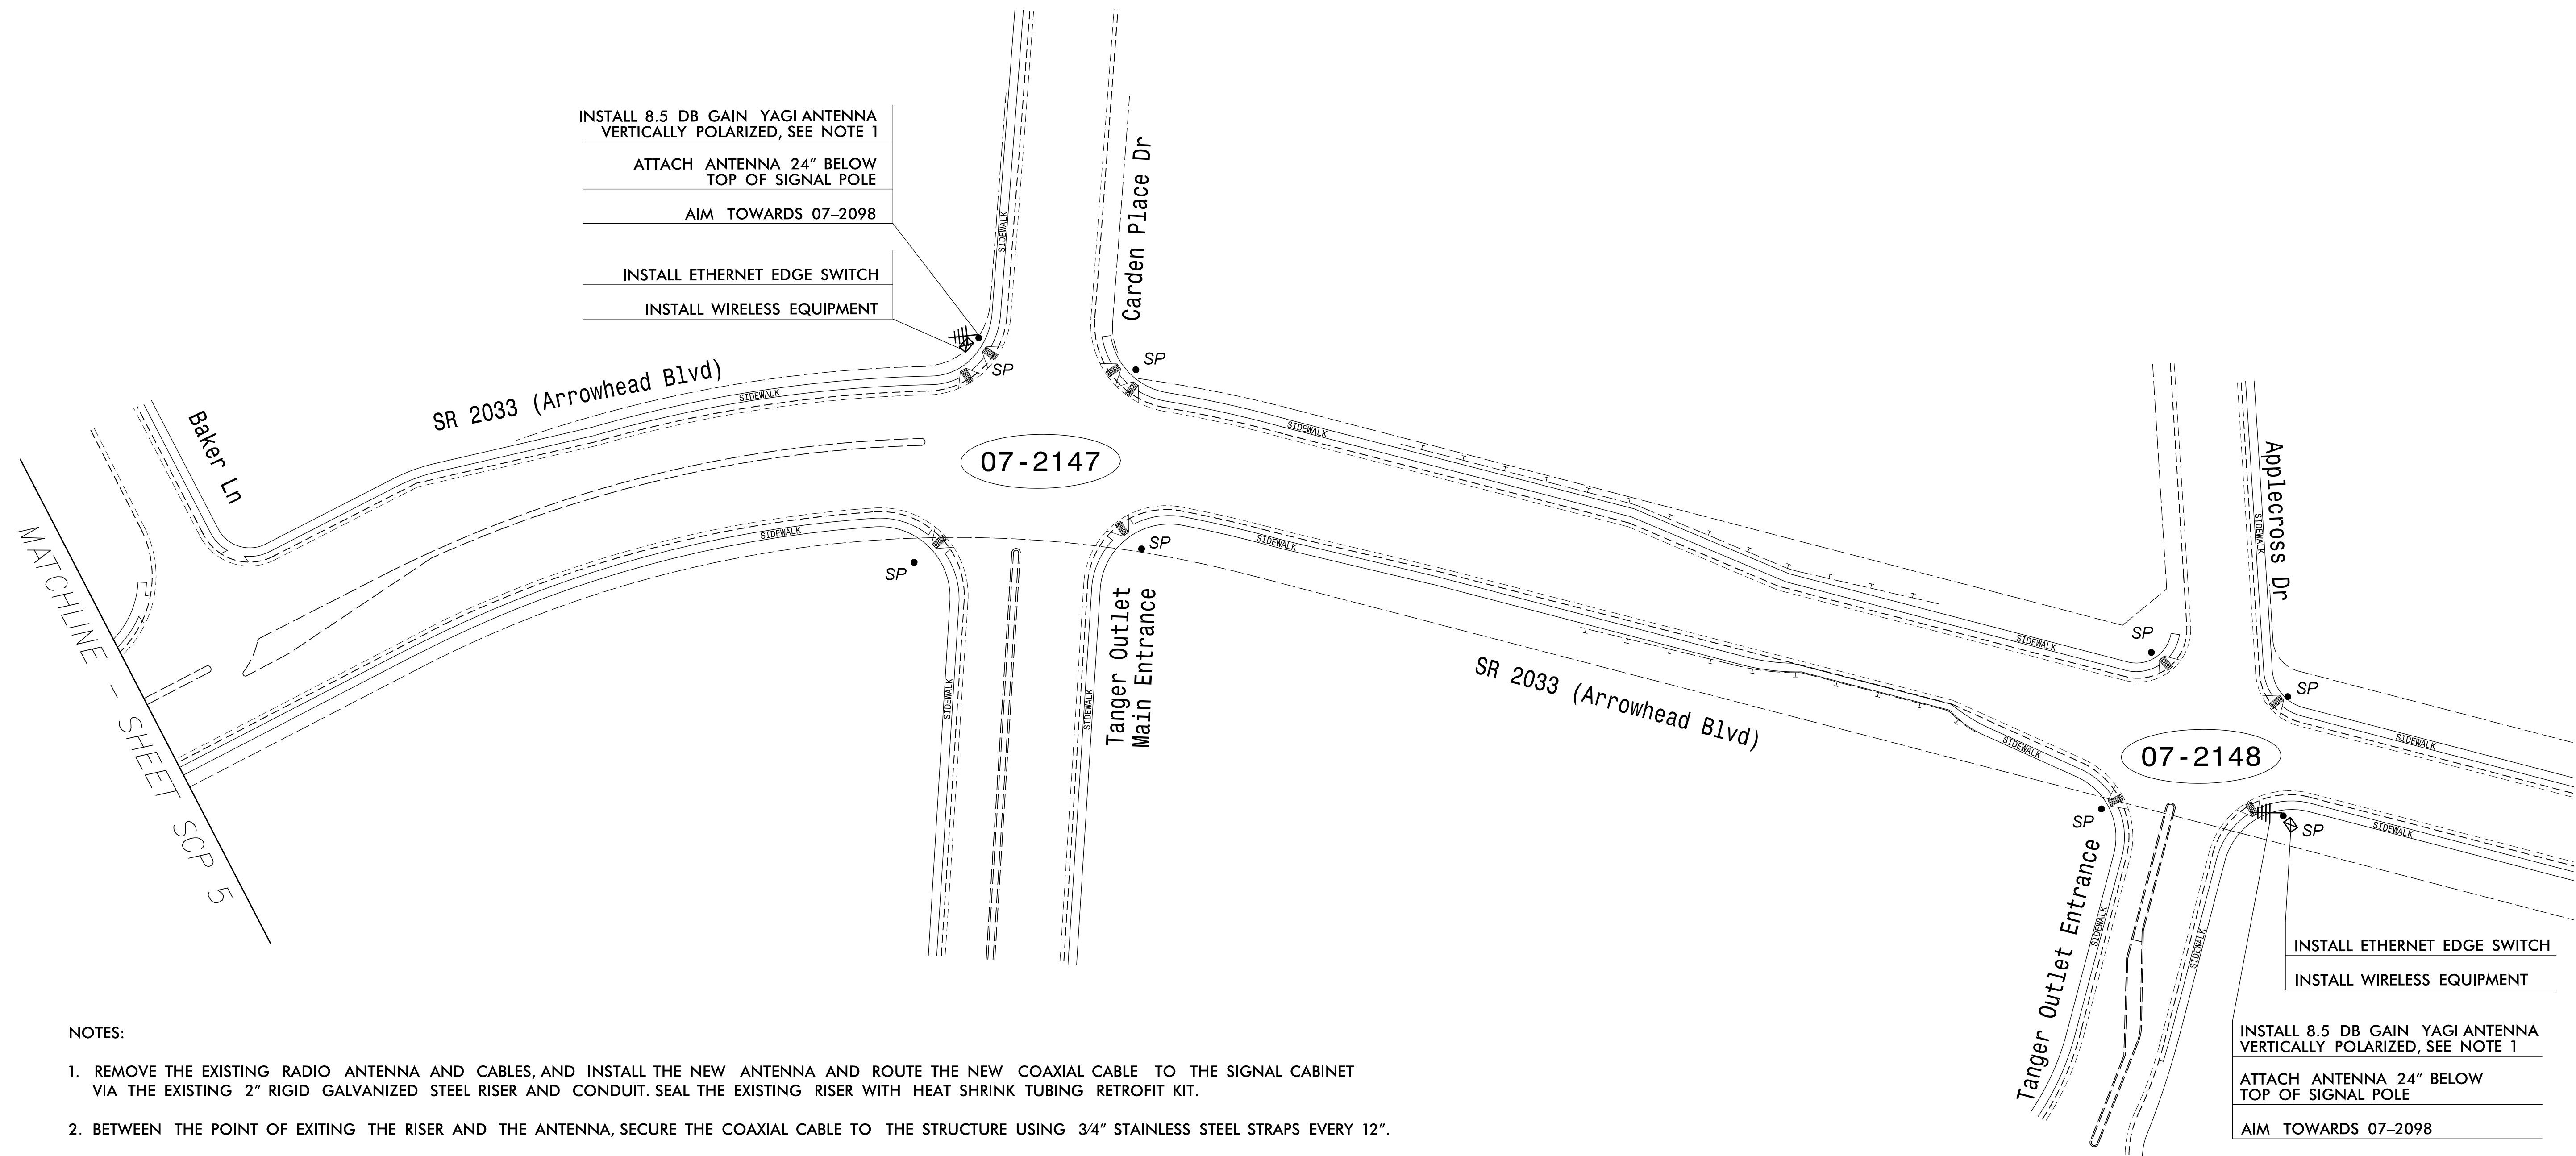 INSTALL 8.5 DB GAIN YAGI ANTENNA
VERTICALLY POLARIZED, SEE NOTE 1
ATTACH ANTENNA 24" BELOW
TOP OF SIGNAL POLE
AIM TOWARDS 07–2098
INSTALL ETHERNET EDGE SWITCH
INSTALL WIRELESS EQUIPMENT
SIDEWALK
Carden Place Dr
SP
SP
SR 2033 (Arrowhead Blvd)
SIDEWALK
Baker Ln
SIDEWALK
07-2147
SIDEWALK
SIDEWALK
SP
SP
Tanger Outlet
Main Entrance
SIDEWALK
SIDEWALK
MATCHLINE - SHEET SCP 5
SR 2033 (Arrowhead Blvd)
Applecross Dr
SIDEWALK
SP
SIDEWALK
SP
SIDEWALK
SIDEWALK
07-2148
SP
SP
SIDEWALK
Tanger Outlet Entrance
SIDEWALK
SIDEWALK
INSTALL ETHERNET EDGE SWITCH
INSTALL WIRELESS EQUIPMENT
INSTALL 8.5 DB GAIN YAGI ANTENNA
VERTICALLY POLARIZED, SEE NOTE 1
ATTACH ANTENNA 24" BELOW
TOP OF SIGNAL POLE
AIM TOWARDS 07–2098
NOTES:
1. REMOVE THE EXISTING RADIO ANTENNA AND CABLES, AND INSTALL THE NEW ANTENNA AND ROUTE THE NEW COAXIAL CABLE TO THE SIGNAL CABINET
VIA THE EXISTING 2" RIGID GALVANIZED STEEL RISER AND CONDUIT. SEAL THE EXISTING RISER WITH HEAT SHRINK TUBING RETROFIT KIT.
2. BETWEEN THE POINT OF EXITING THE RISER AND THE ANTENNA, SECURE THE COAXIAL CABLE TO THE STRUCTURE USING 3/4" STAINLESS STEEL STRAPS EVERY 12".